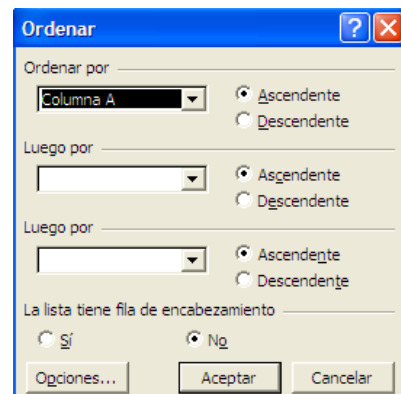 Ordenar
Ordenar por
Columna A
Ascendente
Descendente
Luego por
Ascendente
Descendente
Luego por
Ascendente
Descendente
La lista tiene fila de encabezamiento
Sí
No
Opciones...
Aceptar
Cancelar